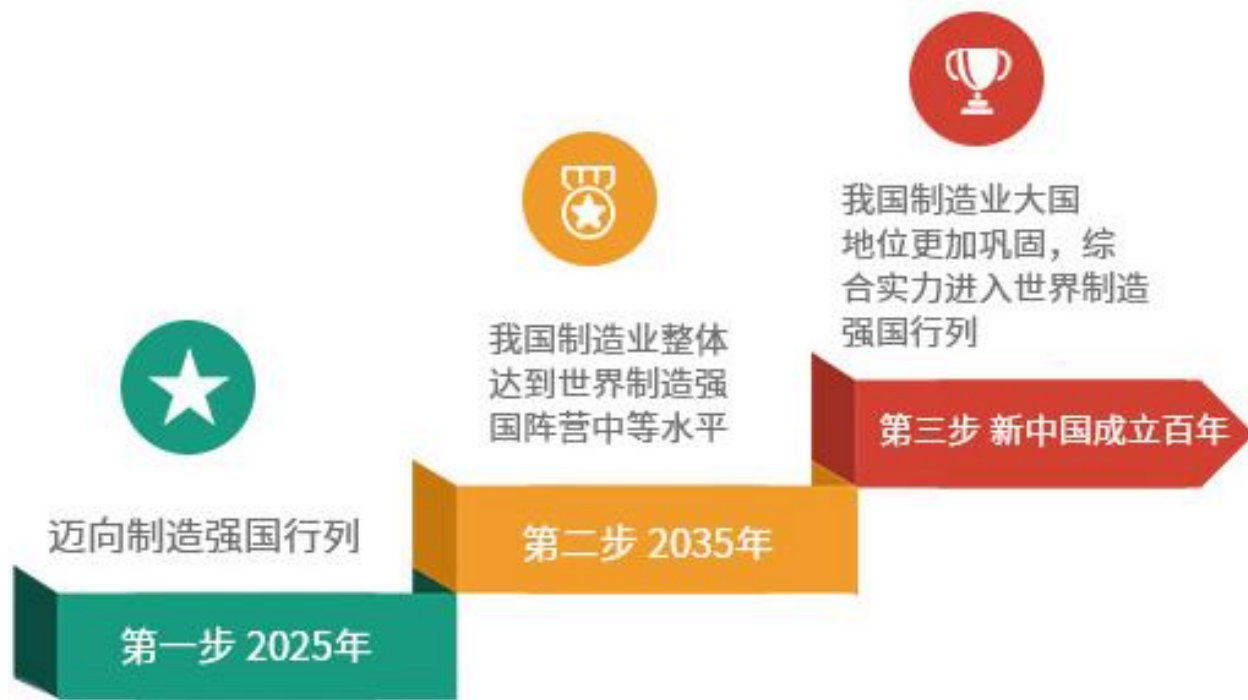 迈向制造强国行列
第一步 2025年
我国制造业整体
达到世界制造强
国阵营中等水平
第二步 2035年
我国制造业大国
地位更加巩固，综
合实力进入世界制造
强国行列
第三步 新中国成立百年